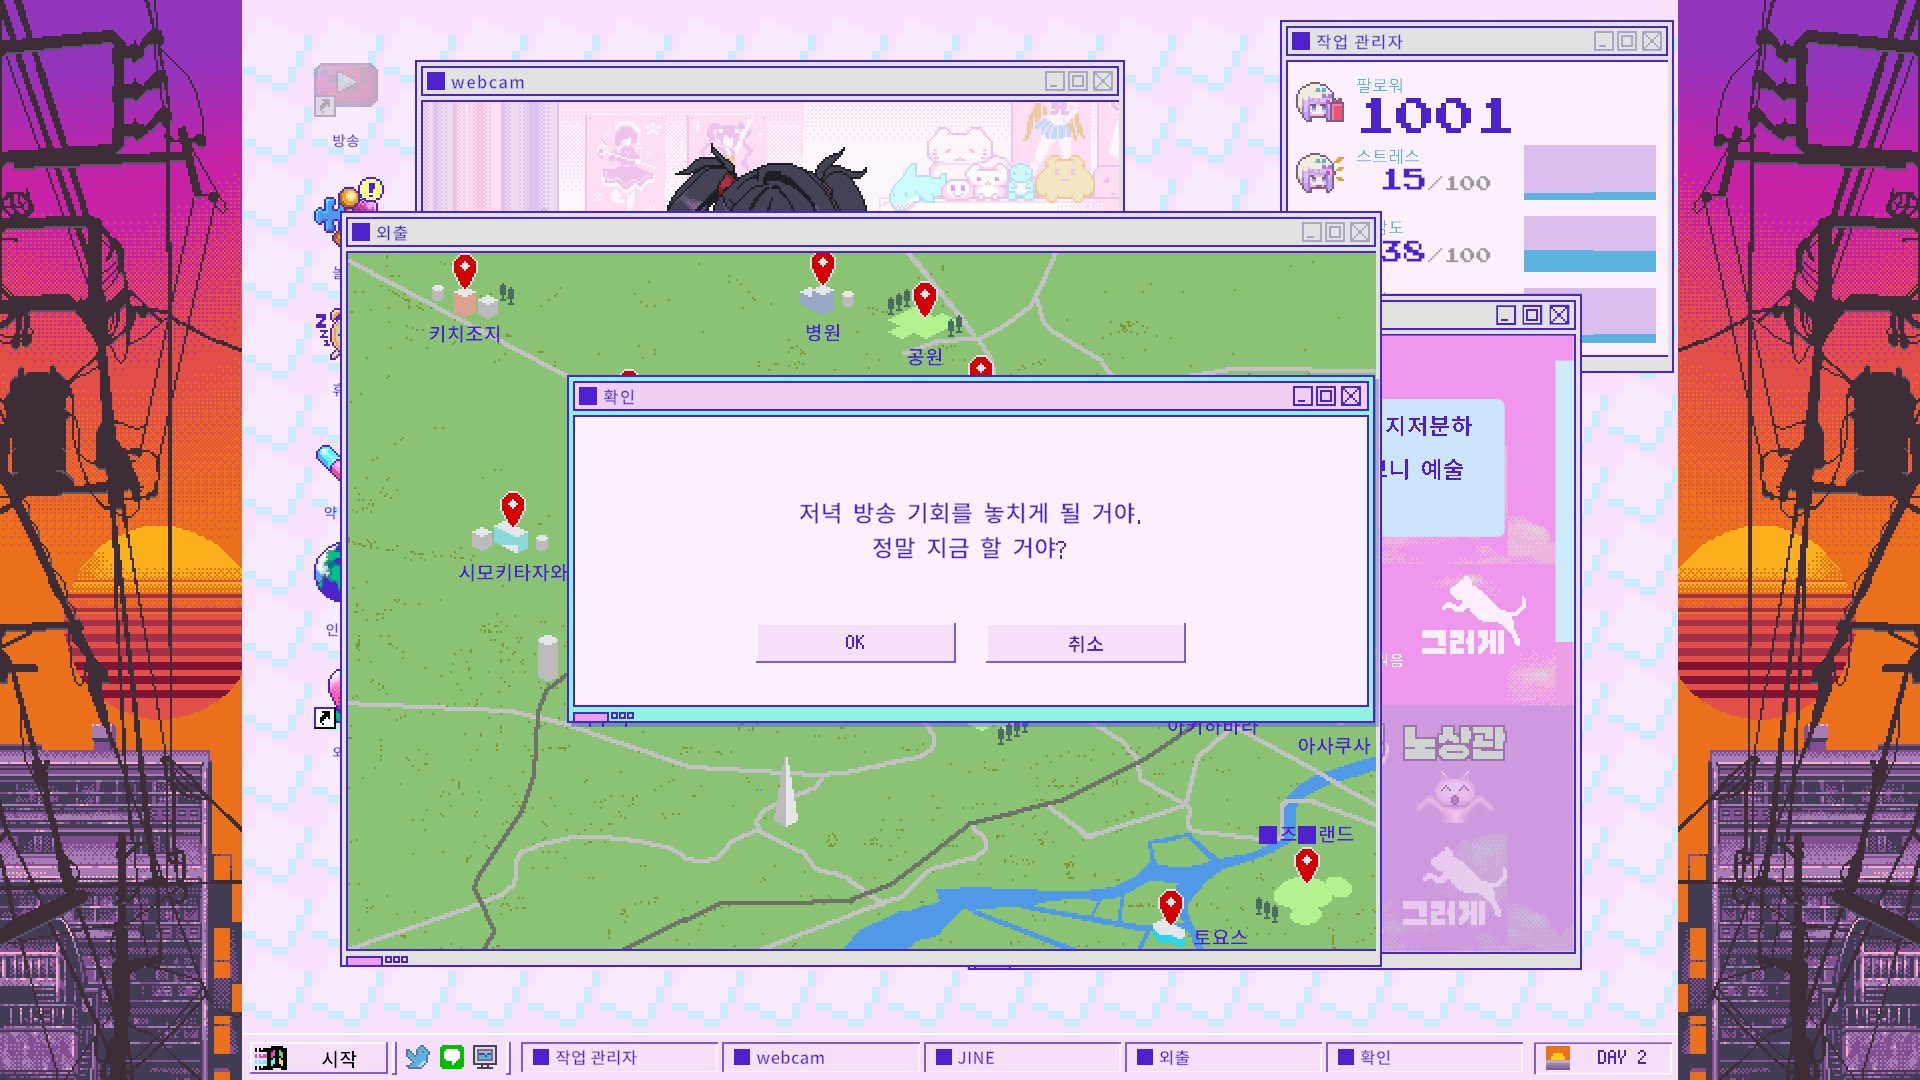 방송
webcam
작업 관리자
팔로워
1001
스트레스
15/100
38/100
외출
키치조지
병원
공원
시모키타자와
확인
저녁 방송 기회를 놓치게 될 거야.
정말 지금 할 거야?
OK
취소
지저분하
예술
그러게
노상관
그러게
약
아키하바라
아사쿠사
■즈■랜드
토요스
시작
작업 관리자
webcam
JINE
외출
확인
DAY 2